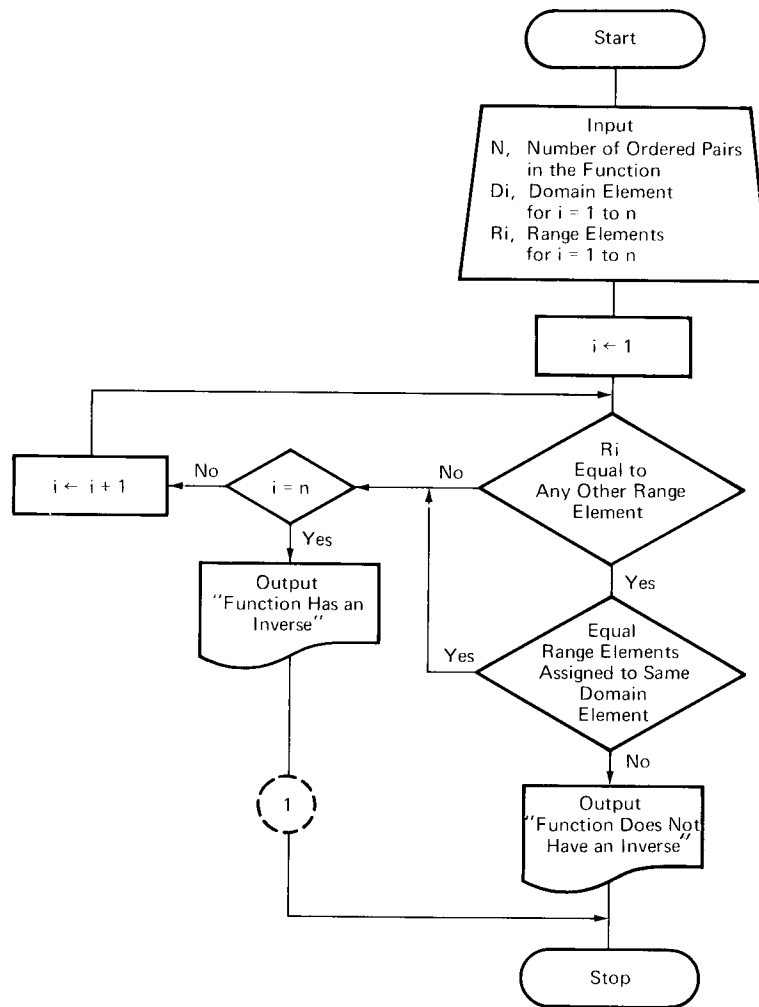 Start
Input
N, Number of Ordered Pairs
in the Function
Di, Domain Element
for i = 1 to n
Ri, Range Elements
for i = 1 to n
i ← 1
Ri
Equal to
Any Other Range
Element
No
i = n
No
i ← i + 1
Yes
Output
"Function Has an
Inverse"
Yes
Equal
Range Elements
Assigned to Same
Domain
Element
Yes
No
1
Output
"Function Does Not
Have an Inverse"
Stop